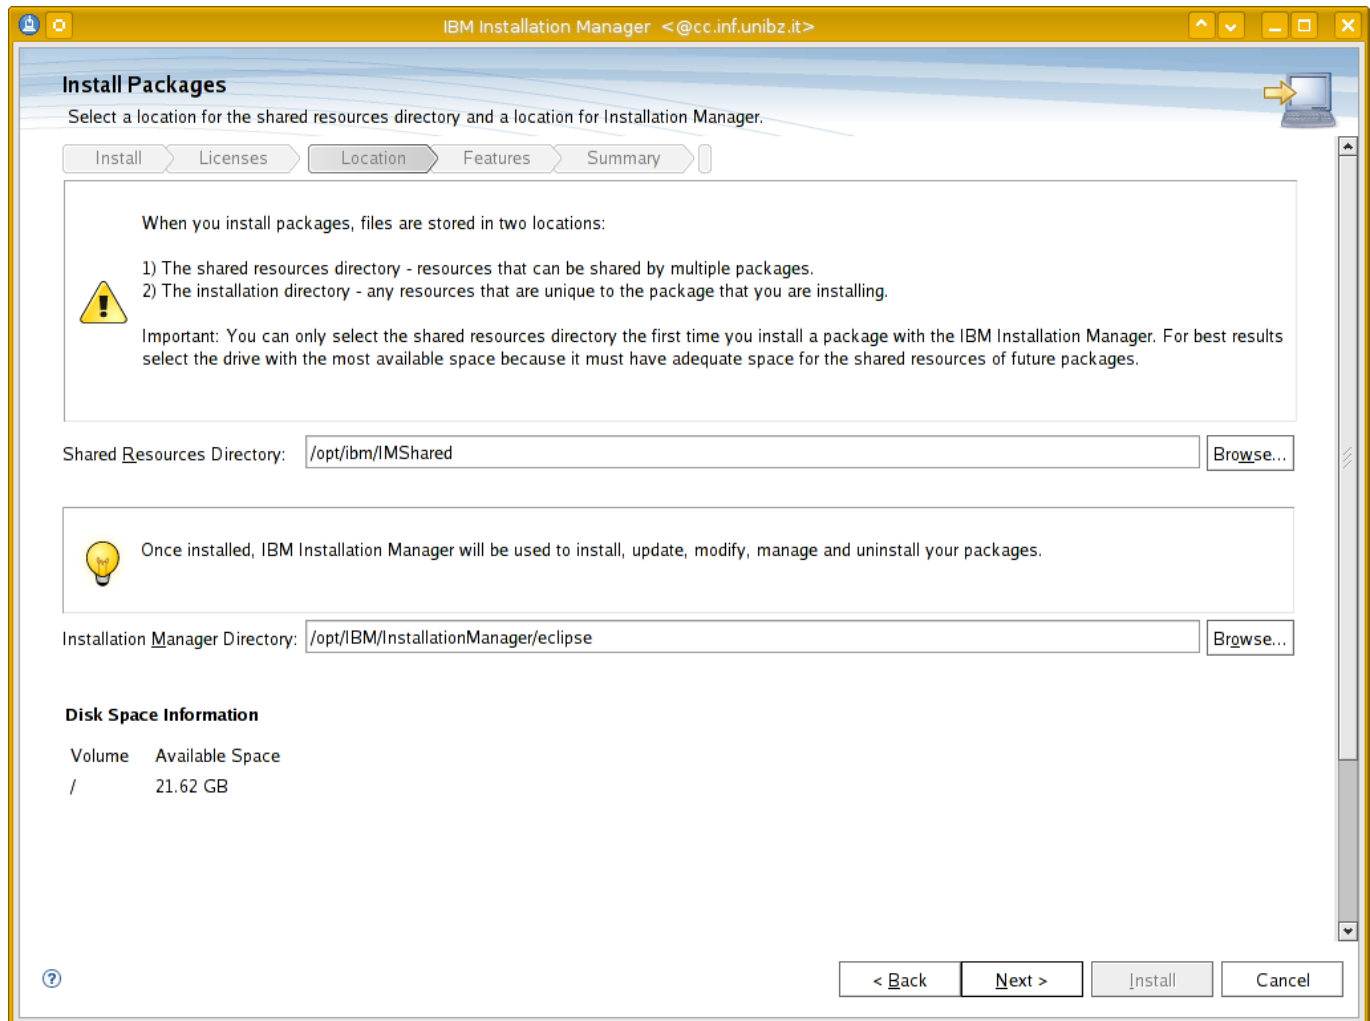 IBM Installation Manager <@cc.inf.unibz.it>
Install Packages
Select a location for the shared resources directory and a location for Installation Manager.
Install Licenses Location Features Summary
When you install packages, files are stored in two locations:
1) The shared resources directory - resources that can be shared by multiple packages.
2) The installation directory - any resources that are unique to the package that you are installing.
Important: You can only select the shared resources directory the first time you install a package with the IBM Installation Manager. For best results
select the drive with the most available space because it must have adequate space for the shared resources of future packages.
Shared Resources Directory: /opt/ibm/IMShared Browse...
Once installed, IBM Installation Manager will be used to install, update, modify, manage and uninstall your packages.
Installation Manager Directory: /opt/IBM/InstallationManager/eclipse Browse...
Disk Space Information
Volume Available Space
/ 21.62 GB
? < Back Next > Install Cancel